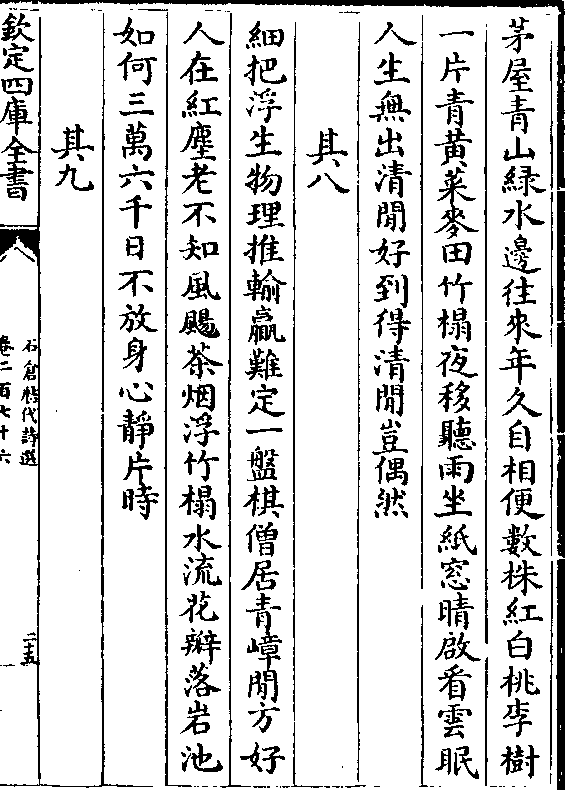 茅屋青山緑水邊往來年久自相便數株紅白桃李樹
一片青黄菜麥田竹榻夜移聽雨坐紙窓晴啟看雲眠
人生無出清閒好到得清閒豈偶然
其八
細把浮生物理推輸贏難定一盤棋僧居青嶂閒方好
人在紅塵老不知風颺茶烟浮竹榻水流花瓣落岩池
如何三萬六千日不放身心靜片時
其九
欽定四庫全書
石倉歴代詩選
卷二百七十六
二十五